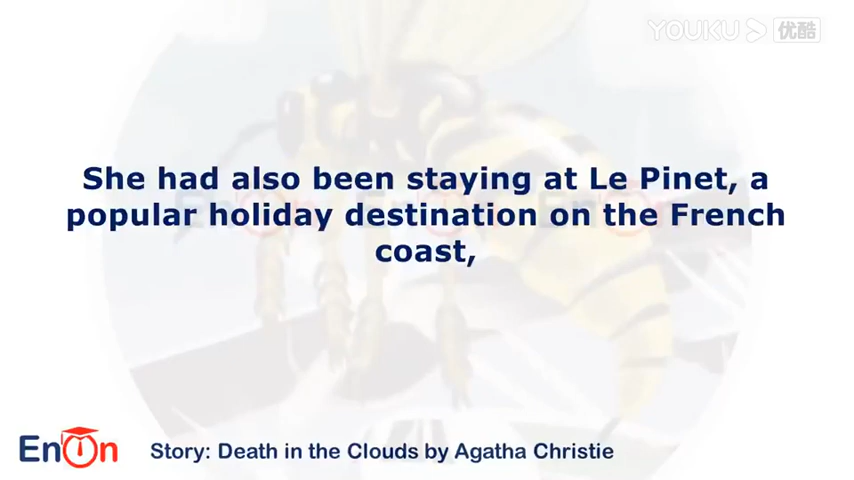 YOUKU 优酷
She had also been staying at Le Pinet, a
popular holiday destination on the French
coast,
EnOn Story: Death in the Clouds by Agatha Christie